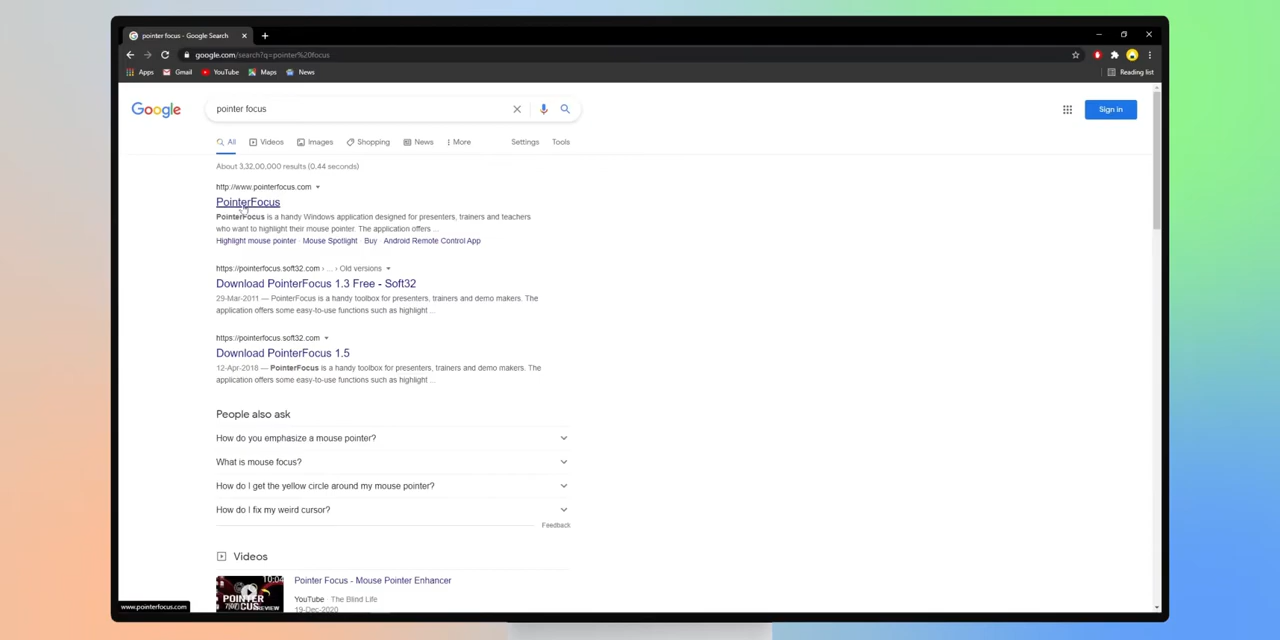 pointer focus - Google Search
google.com/search?q=pointer%20focus
Apps Gmail YouTube Maps News Reading list
Google pointer focus Sign in
All Videos Images Shopping News More Settings Tools
About 3,32,00,000 results (0.44 seconds)
http://www.pointerfocus.com
PointerFocus
PointerFocus is a handy Windows application designed for presenters, trainers and teachers
who want to highlight their mouse pointer. The application offers ...
Highlight mouse pointer · Mouse Spotlight · Buy · Android Remote Control App
https://pointerfocus.soft32.com › ... › Old versions
Download PointerFocus 1.3 Free - Soft32
29-Mar-2011 — PointerFocus is a handy toolbox for presenters, trainers and demo makers. The
application offers some easy-to-use functions such as highlight ...
https://pointerfocus.soft32.com
Download PointerFocus 1.5
12-Apr-2018 — PointerFocus is a handy toolbox for presenters, trainers and demo makers. The
application offers some easy-to-use functions such as highlight ...
People also ask
How do you emphasize a mouse pointer?
What is mouse focus?
How do I get the yellow circle around my mouse pointer?
How do I fix my weird cursor?
Feedback
Videos
10:04
POINTER
FOCUS REVIEW
Pointer Focus - Mouse Pointer Enhancer
YouTube · The Blind Life
19-Dec-2020
www.pointerfocus.com